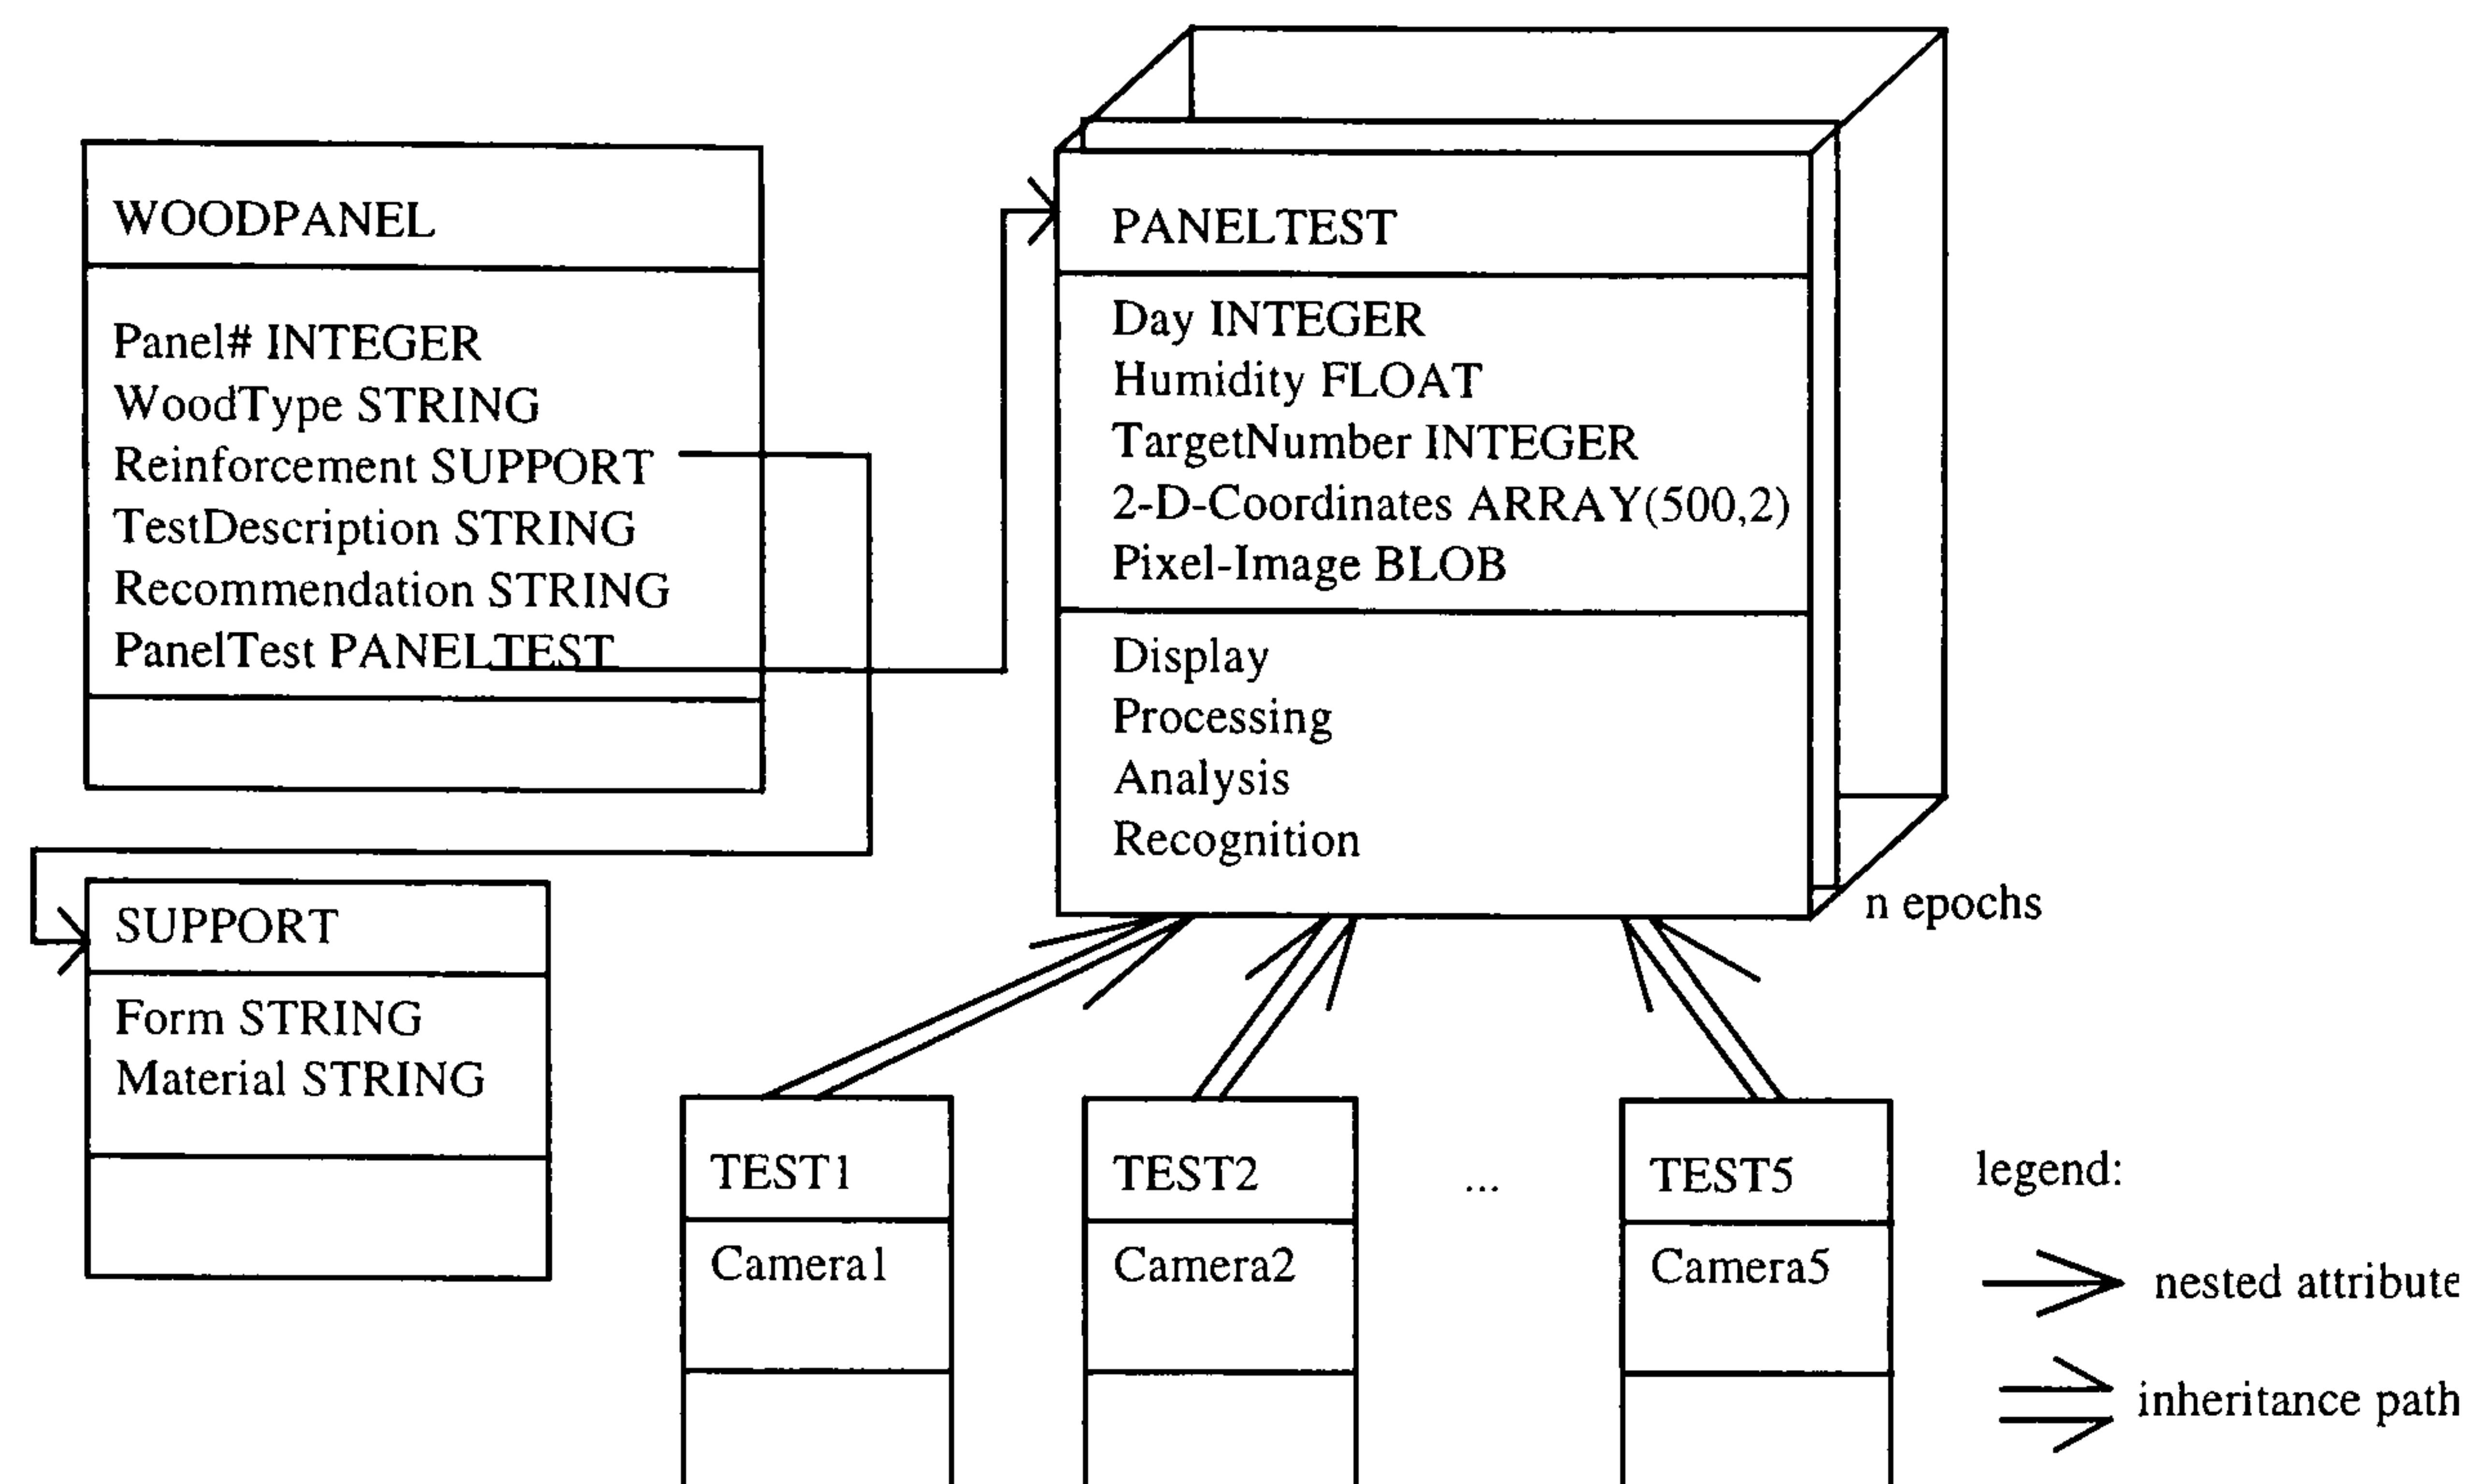 WOODPANEL
Panel# INTEGER
WoodType STRING
Reinforcement SUPPORT
TestDescription STRING
Recommendation STRING
PanelTest PANELTEST
PANELTEST
Day INTEGER
Humidity FLOAT
TargetNumber INTEGER
2-D-Coordinates ARRAY(500,2)
Pixel-Image BLOB
Display
Processing
Analysis
Recognition
n epochs
SUPPORT
Form STRING
Material STRING
TEST1
Camera1
TEST2
Camera2
...
TEST5
Camera5
legend:
nested attribute
inheritance path